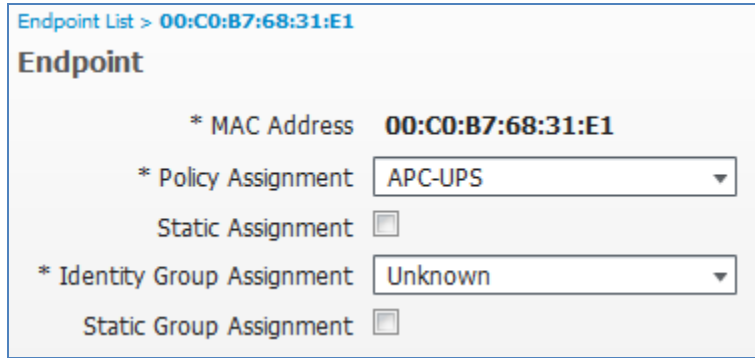 Endpoint List > 00:C0:B7:68:31:E1
Endpoint
* MAC Address 00:C0:B7:68:31:E1
* Policy Assignment APC-UPS
Static Assignment
* Identity Group Assignment Unknown
Static Group Assignment